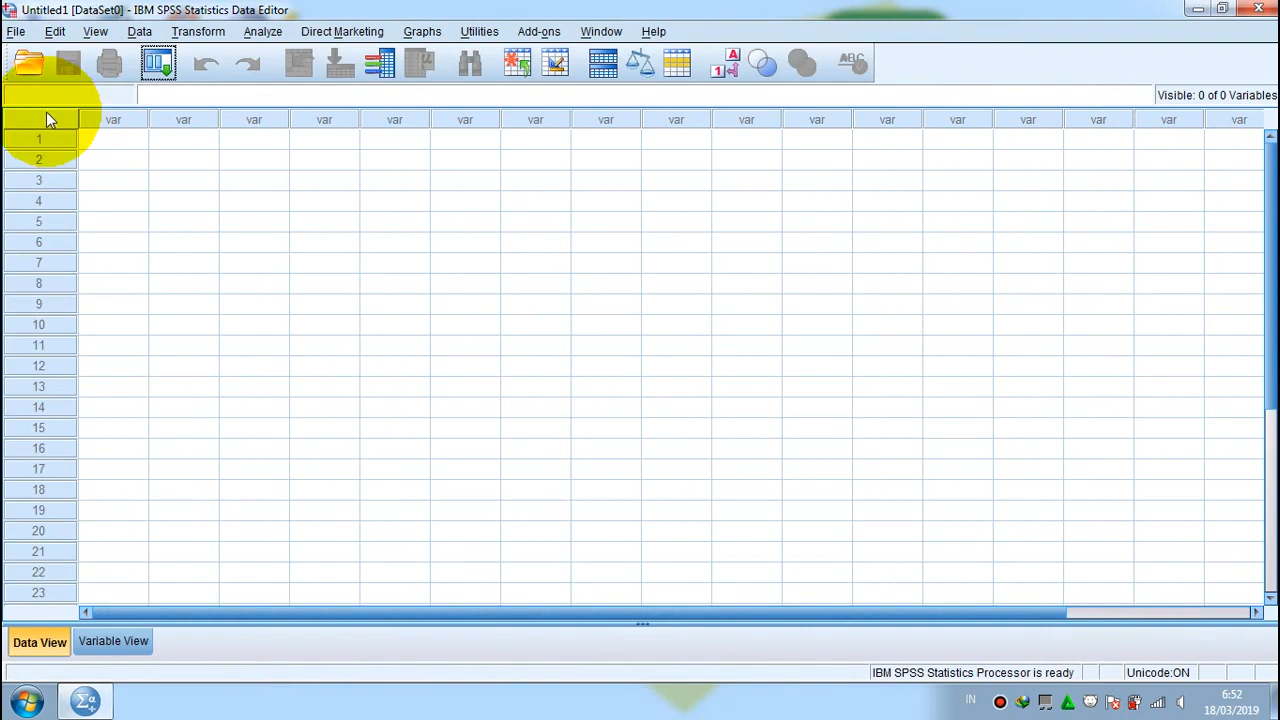 Untitled1 [DataSet0] - IBM SPSS Statistics Data Editor
File Edit View Data Transform Analyze Direct Marketing Graphs Utilities Add-ons Window Help
A
1
ABC
Visible: 0 of 0 Variables
var var var var var var var var var var var var var var var var var
1
2
3
4
5
6
7
8
9
10
11
12
13
14
15
16
17
18
19
20
21
22
23
Data View Variable View
IBM SPSS Statistics Processor is ready Unicode:ON
Σα
IN
6:52
18/03/2019